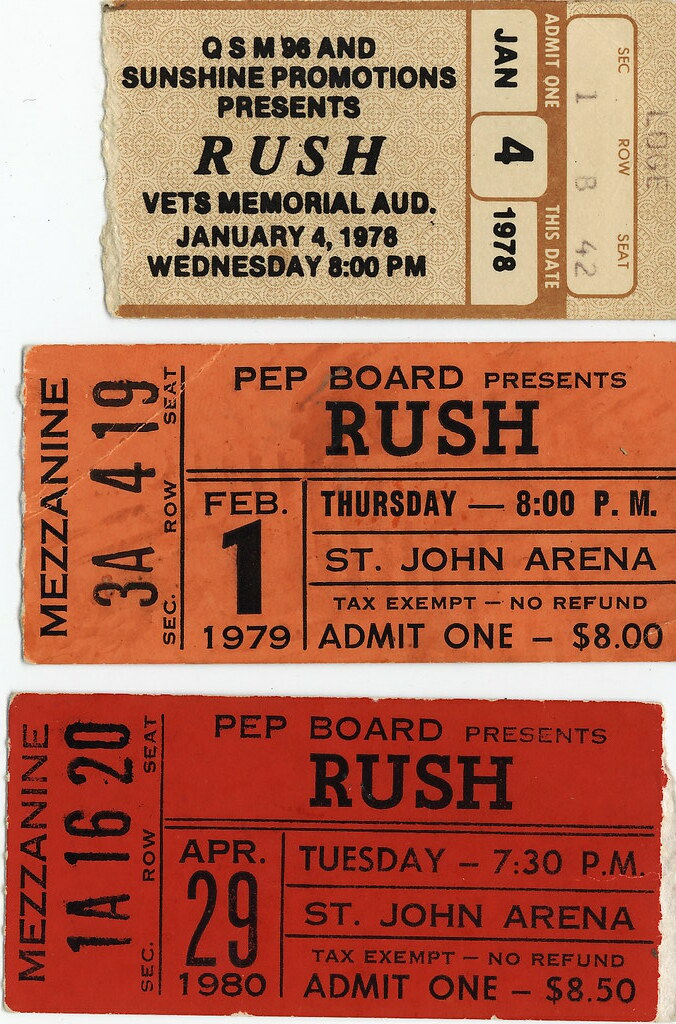 Q S M 96 AND
SUNSHINE PROMOTIONS
PRESENTS
RUSH
VETS MEMORIAL AUD.
JANUARY 4, 1978
WEDNESDAY 8:00 PM
JAN 4 1978
ADMIT ONE THIS DATE
SEC ROW SEAT
1 8 42
LOGE
MEZZANINE
3A 4 19
SEC. ROW SEAT
PEP BOARD PRESENTS
RUSH
FEB.
1
1979
THURSDAY — 8:00 P. M.
ST. JOHN ARENA
TAX EXEMPT — NO REFUND
ADMIT ONE — $8.00
MEZZANINE
1A 16 20
SEC. ROW SEAT
PEP BOARD PRESENTS
RUSH
APR.
29
1980
TUESDAY — 7:30 P.M.
ST. JOHN ARENA
TAX EXEMPT — NO REFUND
ADMIT ONE — $8.50